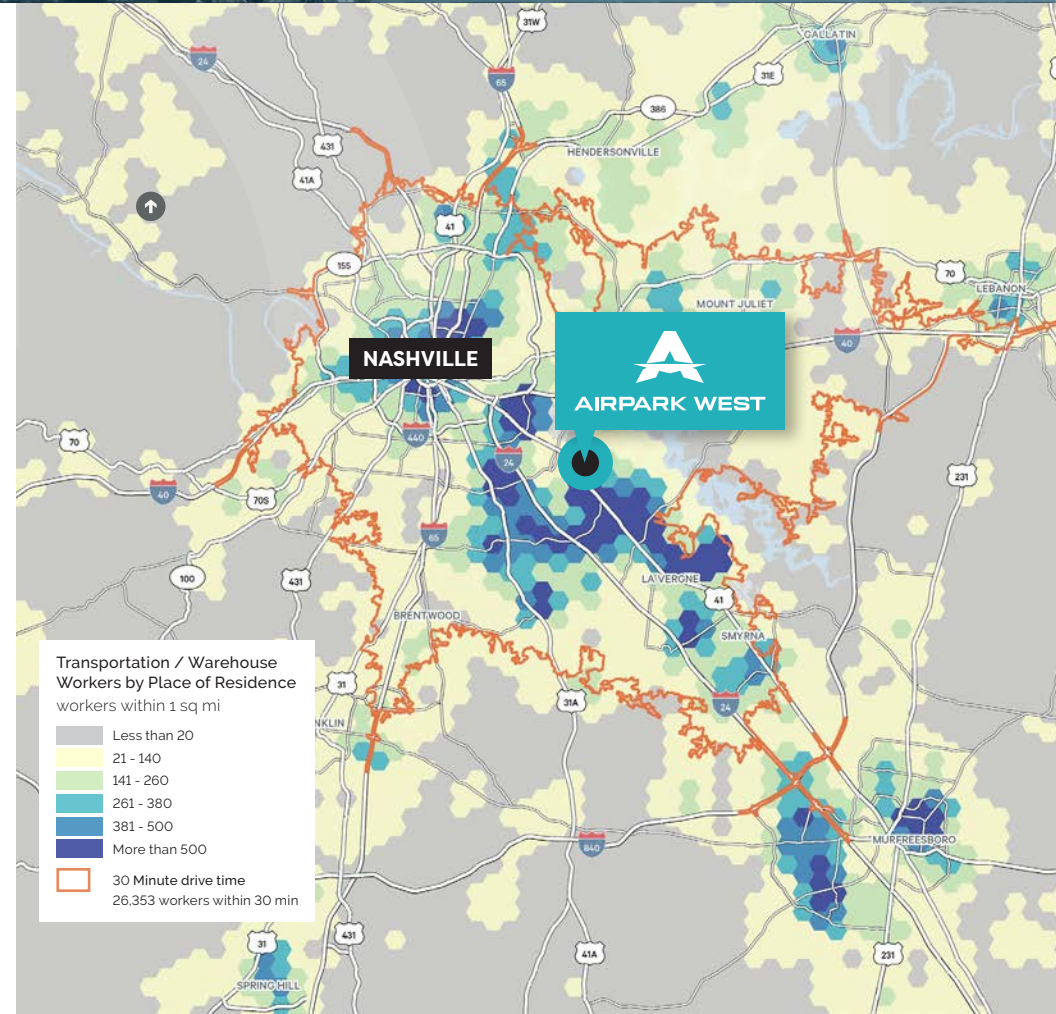 31W
GALLATIN
24
65
31E
386
431
HENDERSONVILLE
41A
41
155
70
LEBANON
MOUNT JULIET
40
NASHVILLE
AIRPARK WEST
440
24
70
231
40
70S
65
100
431
LA VERGNE
41
BRENTWOOD
SMYRNA
31
31A
24
NKLIN
Transportation / Warehouse
Workers by Place of Residence
workers within 1 sq mi
Less than 20
21 - 140
141 - 260
261 - 380
381 - 500
More than 500
30 Minute drive time
26,353 workers within 30 min
840
MURFREESBORO
31
431
41A
231
SPRING HILL